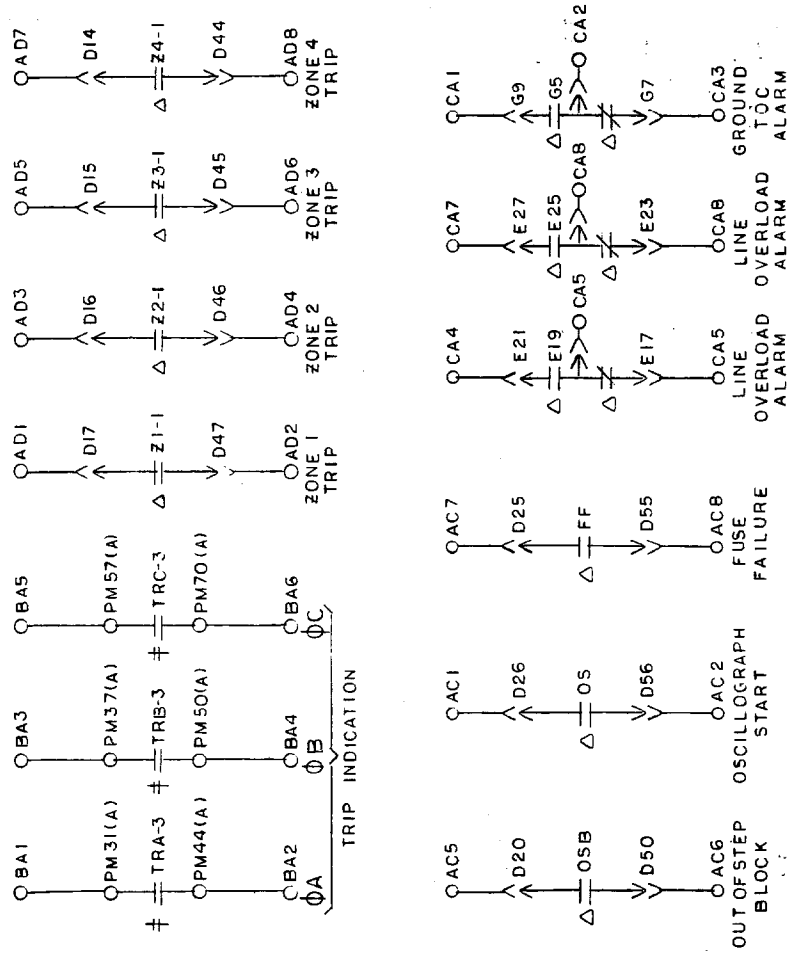 BA1
PM31(A)
TRA-3
PM44(A)
BA2
ΦA
BA3
PM37(A)
TRB-3
PM50(A)
BA4
ΦB
BA5
PM57(A)
TRC-3
PM70(A)
BA6
ΦC
TRIP INDICATION
AD1
D17
Z1-1
D47
AD2
ZONE 1
TRIP
AD3
D16
Z2-1
D46
AD4
ZONE 2
TRIP
AD5
D15
Z3-1
D45
AD6
ZONE 3
TRIP
AD7
D14
Z4-1
D44
AD8
ZONE 4
TRIP
AC5
D20
OSB
D50
AC6
OUT OF STEP
BLOCK
AC1
D26
OS
D56
AC2
OSCILLOGRAPH
START
AC7
D25
FF
D55
AC8
FUSE
FAILURE
CA4
E21
E19
CA5
E17
CA5
LINE
OVERLOAD
ALARM
CA7
E27
E25
CA8
E23
CA8
LINE
OVERLOAD
ALARM
CA1
G9
G5
CA2
G7
CA3
GROUND
TOC
ALARM